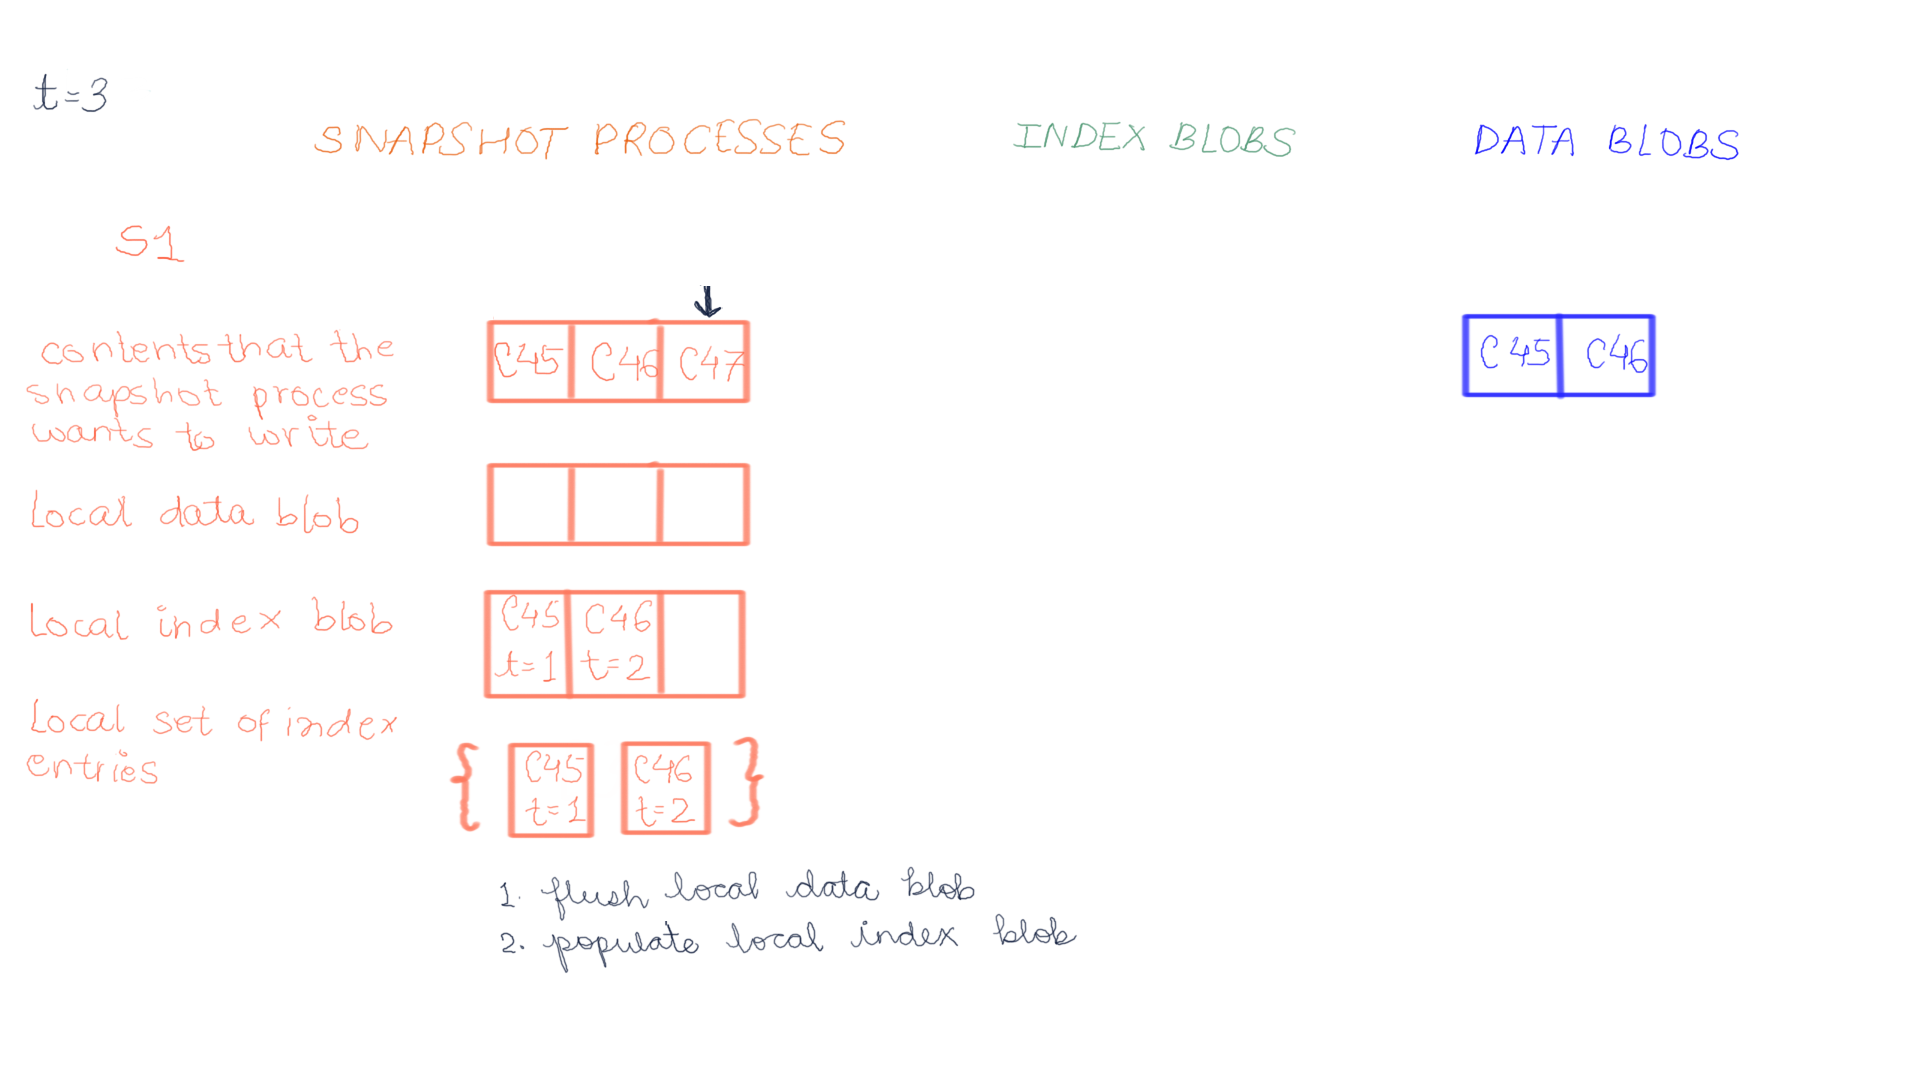 t=3
SNAPSHOT PROCESSES
INDEX BLOBS
DATA BLOBS
S1
contents that the
snapshot process
wants to write
C45 C46 C47
C45 C46
Local data blob
Local index blob
C45 C46
t=1 t=2
Local set of index
entries
{ C45 C46 }
t=1 t=2
1. flush local data blob
2. populate local index blob